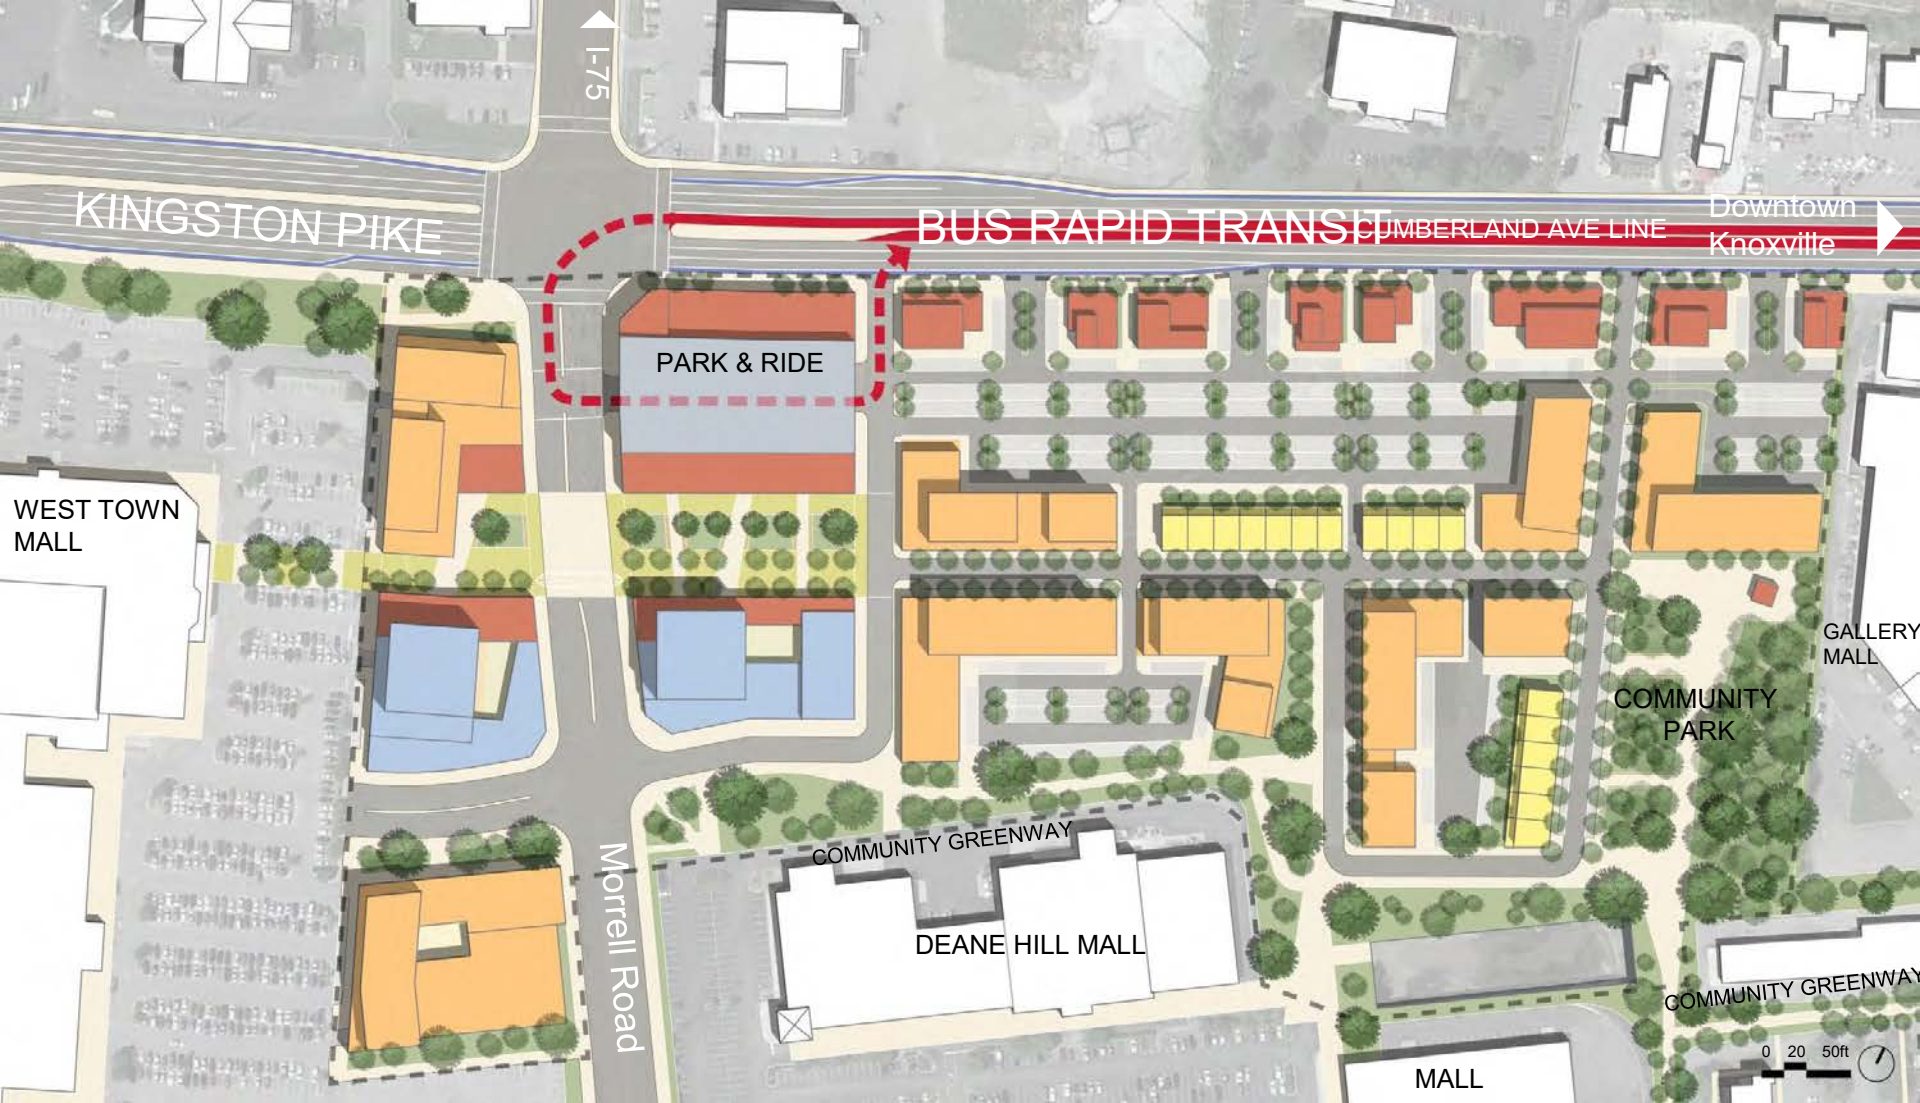 I-75
KINGSTON PIKE
BUS RAPID TRANSIT
CUMBERLAND AVE LINE
Downtown
Knoxville
PARK & RIDE
WEST TOWN
MALL
GALLERY
MALL
COMMUNITY
PARK
COMMUNITY GREENWAY
Morrell Road
DEANE HILL MALL
COMMUNITY GREENWAY
0 20 50ft
MALL